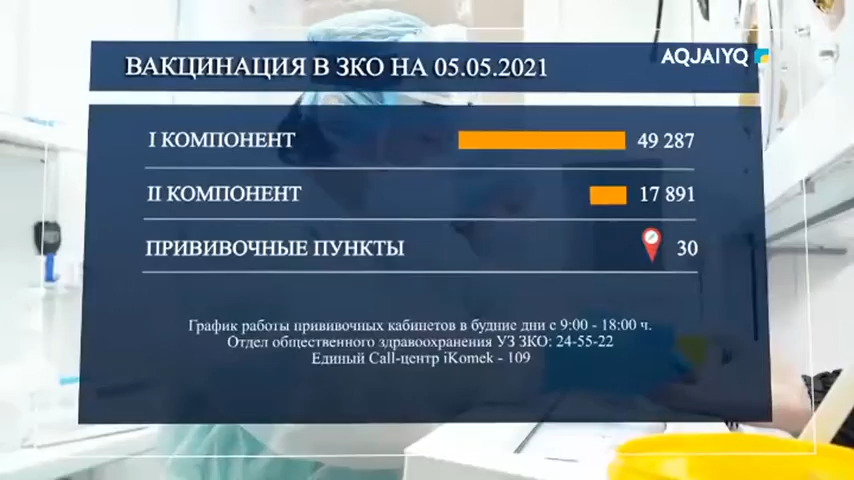 ВАКЦИНАЦИЯ В ЗКО НА 05.05.2021
AQJAIYQ
I КОМПОНЕНТ 49 287
II КОМПОНЕНТ 17 891
ПРИВИВОЧНЫЕ ПУНКТЫ 30
График работы прививочных кабинетов в будние дни с 9:00 - 18:00 ч.
Отдел общественного здравоохранения УЗ ЗКО: 24-55-22
Единый Call-центр iKomek - 109